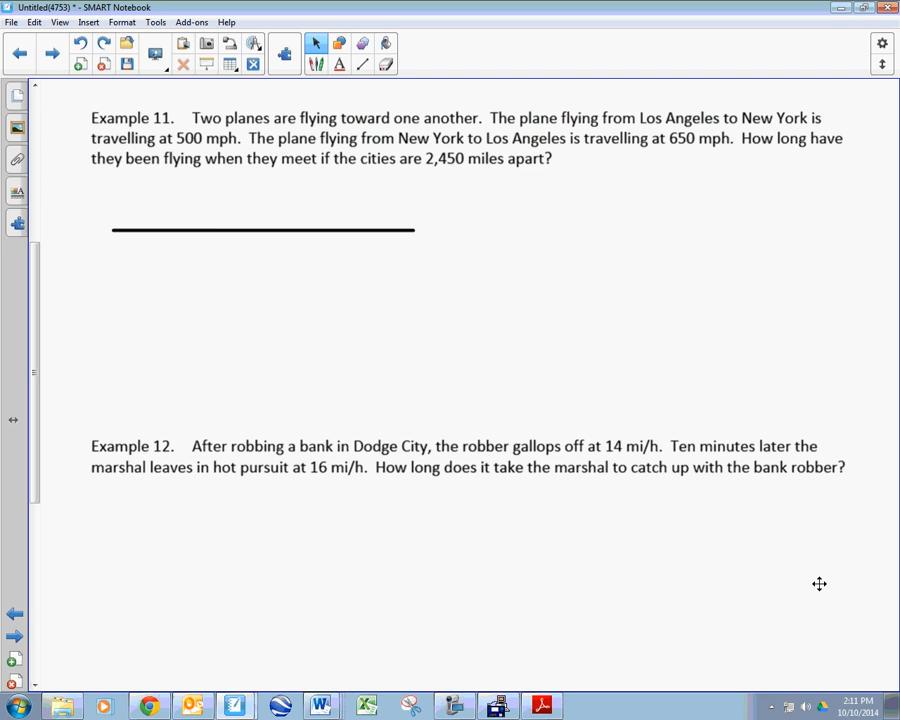 Untitled(4753) * - SMART Notebook
File Edit View Insert Format Tools Add-ons Help
Example 11. Two planes are flying toward one another. The plane flying from Los Angeles to New York is
travelling at 500 mph. The plane flying from New York to Los Angeles is travelling at 650 mph. How long have
they been flying when they meet if the cities are 2,450 miles apart?
Example 12. After robbing a bank in Dodge City, the robber gallops off at 14 mi/h. Ten minutes later the
marshal leaves in hot pursuit at 16 mi/h. How long does it take the marshal to catch up with the bank robber?
2:11 PM
10/10/2014